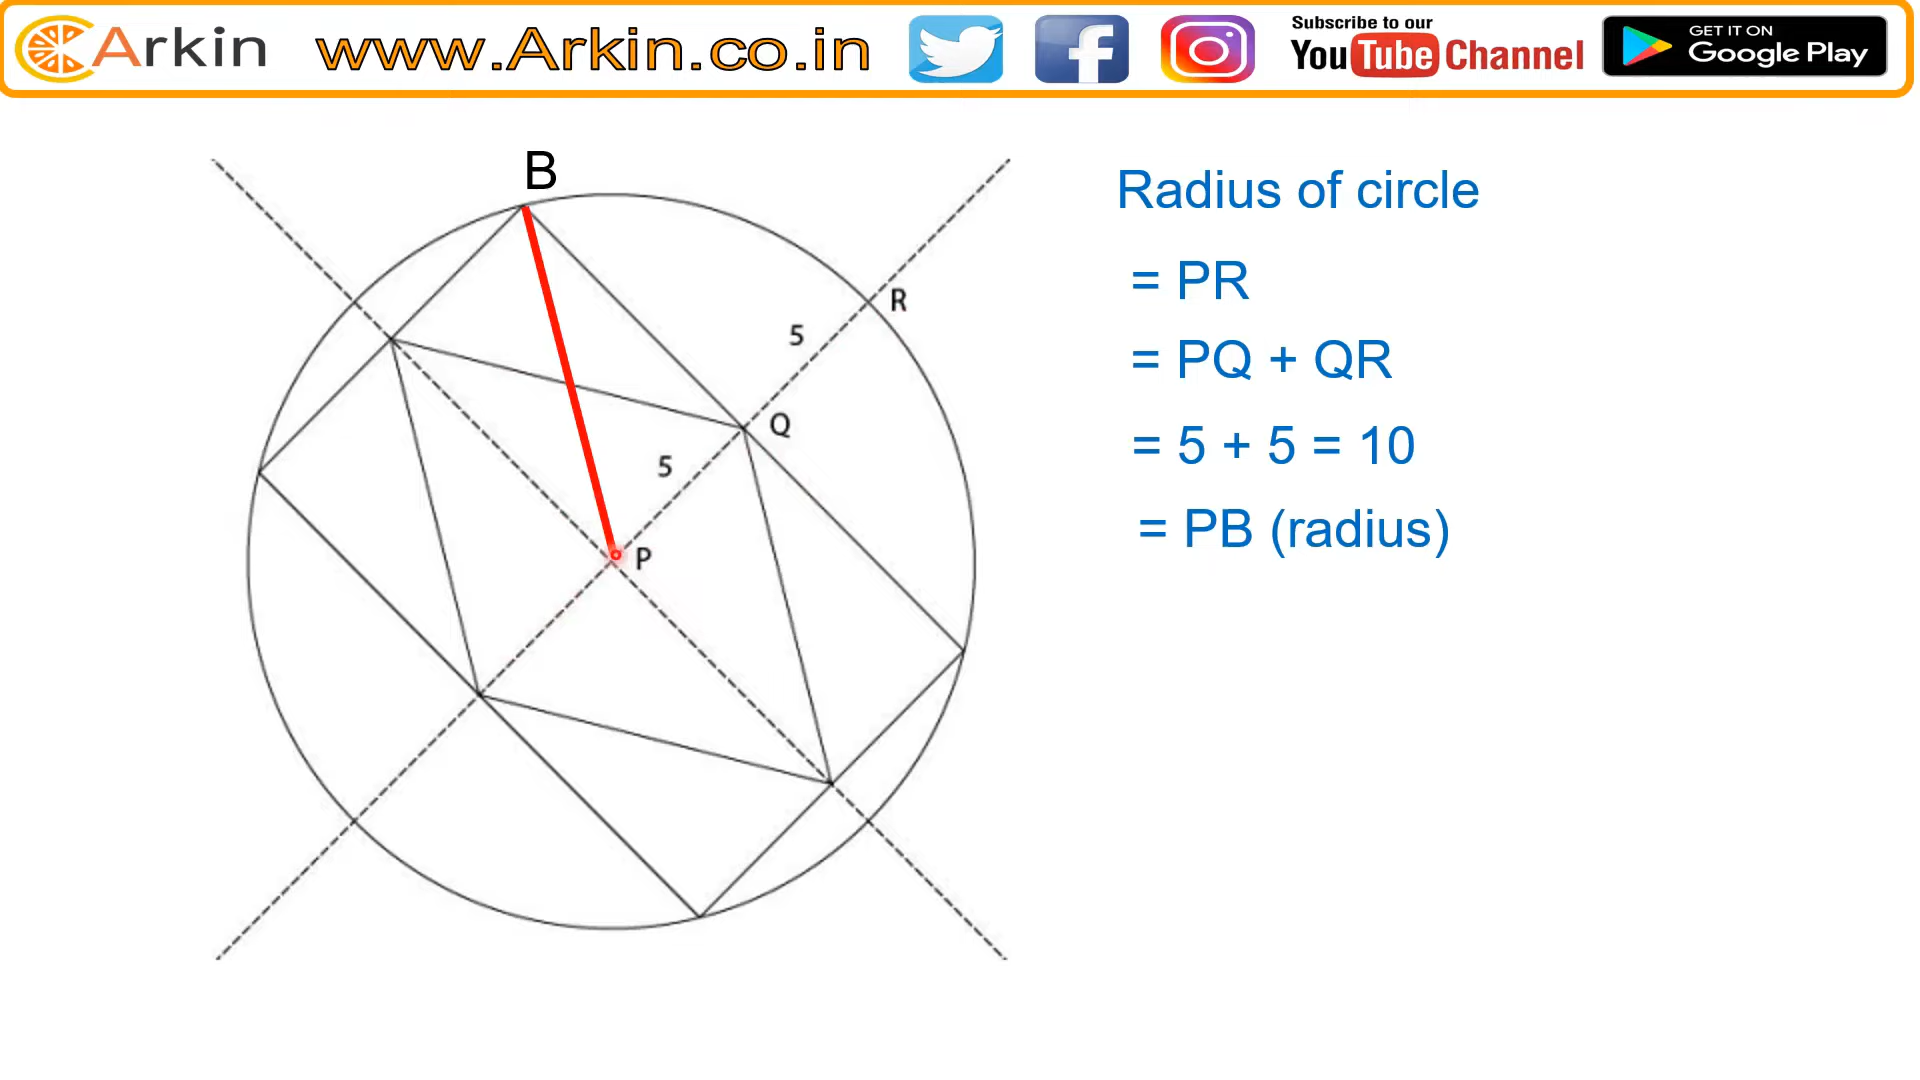 Arkin
www.Arkin.co.in
Subscribe to our
YouTube Channel
GET IT ON
Google Play
B
R
5
Q
5
P
Radius of circle
= PR
= PQ + QR
= 5 + 5 = 10
= PB (radius)